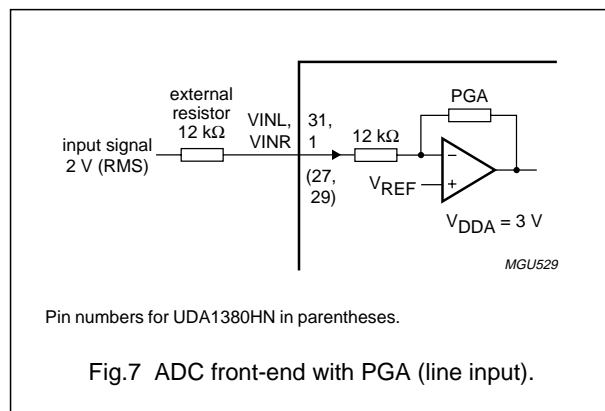 external
resistor
12 kΩ
input signal
2 V (RMS)
VINL,
VINR
31,
1
(27,
29)
12 kΩ
PGA
−
+
VREF
VDDA = 3 V
MGU529
Pin numbers for UDA1380HN in parentheses.
Fig.7 ADC front-end with PGA (line input).